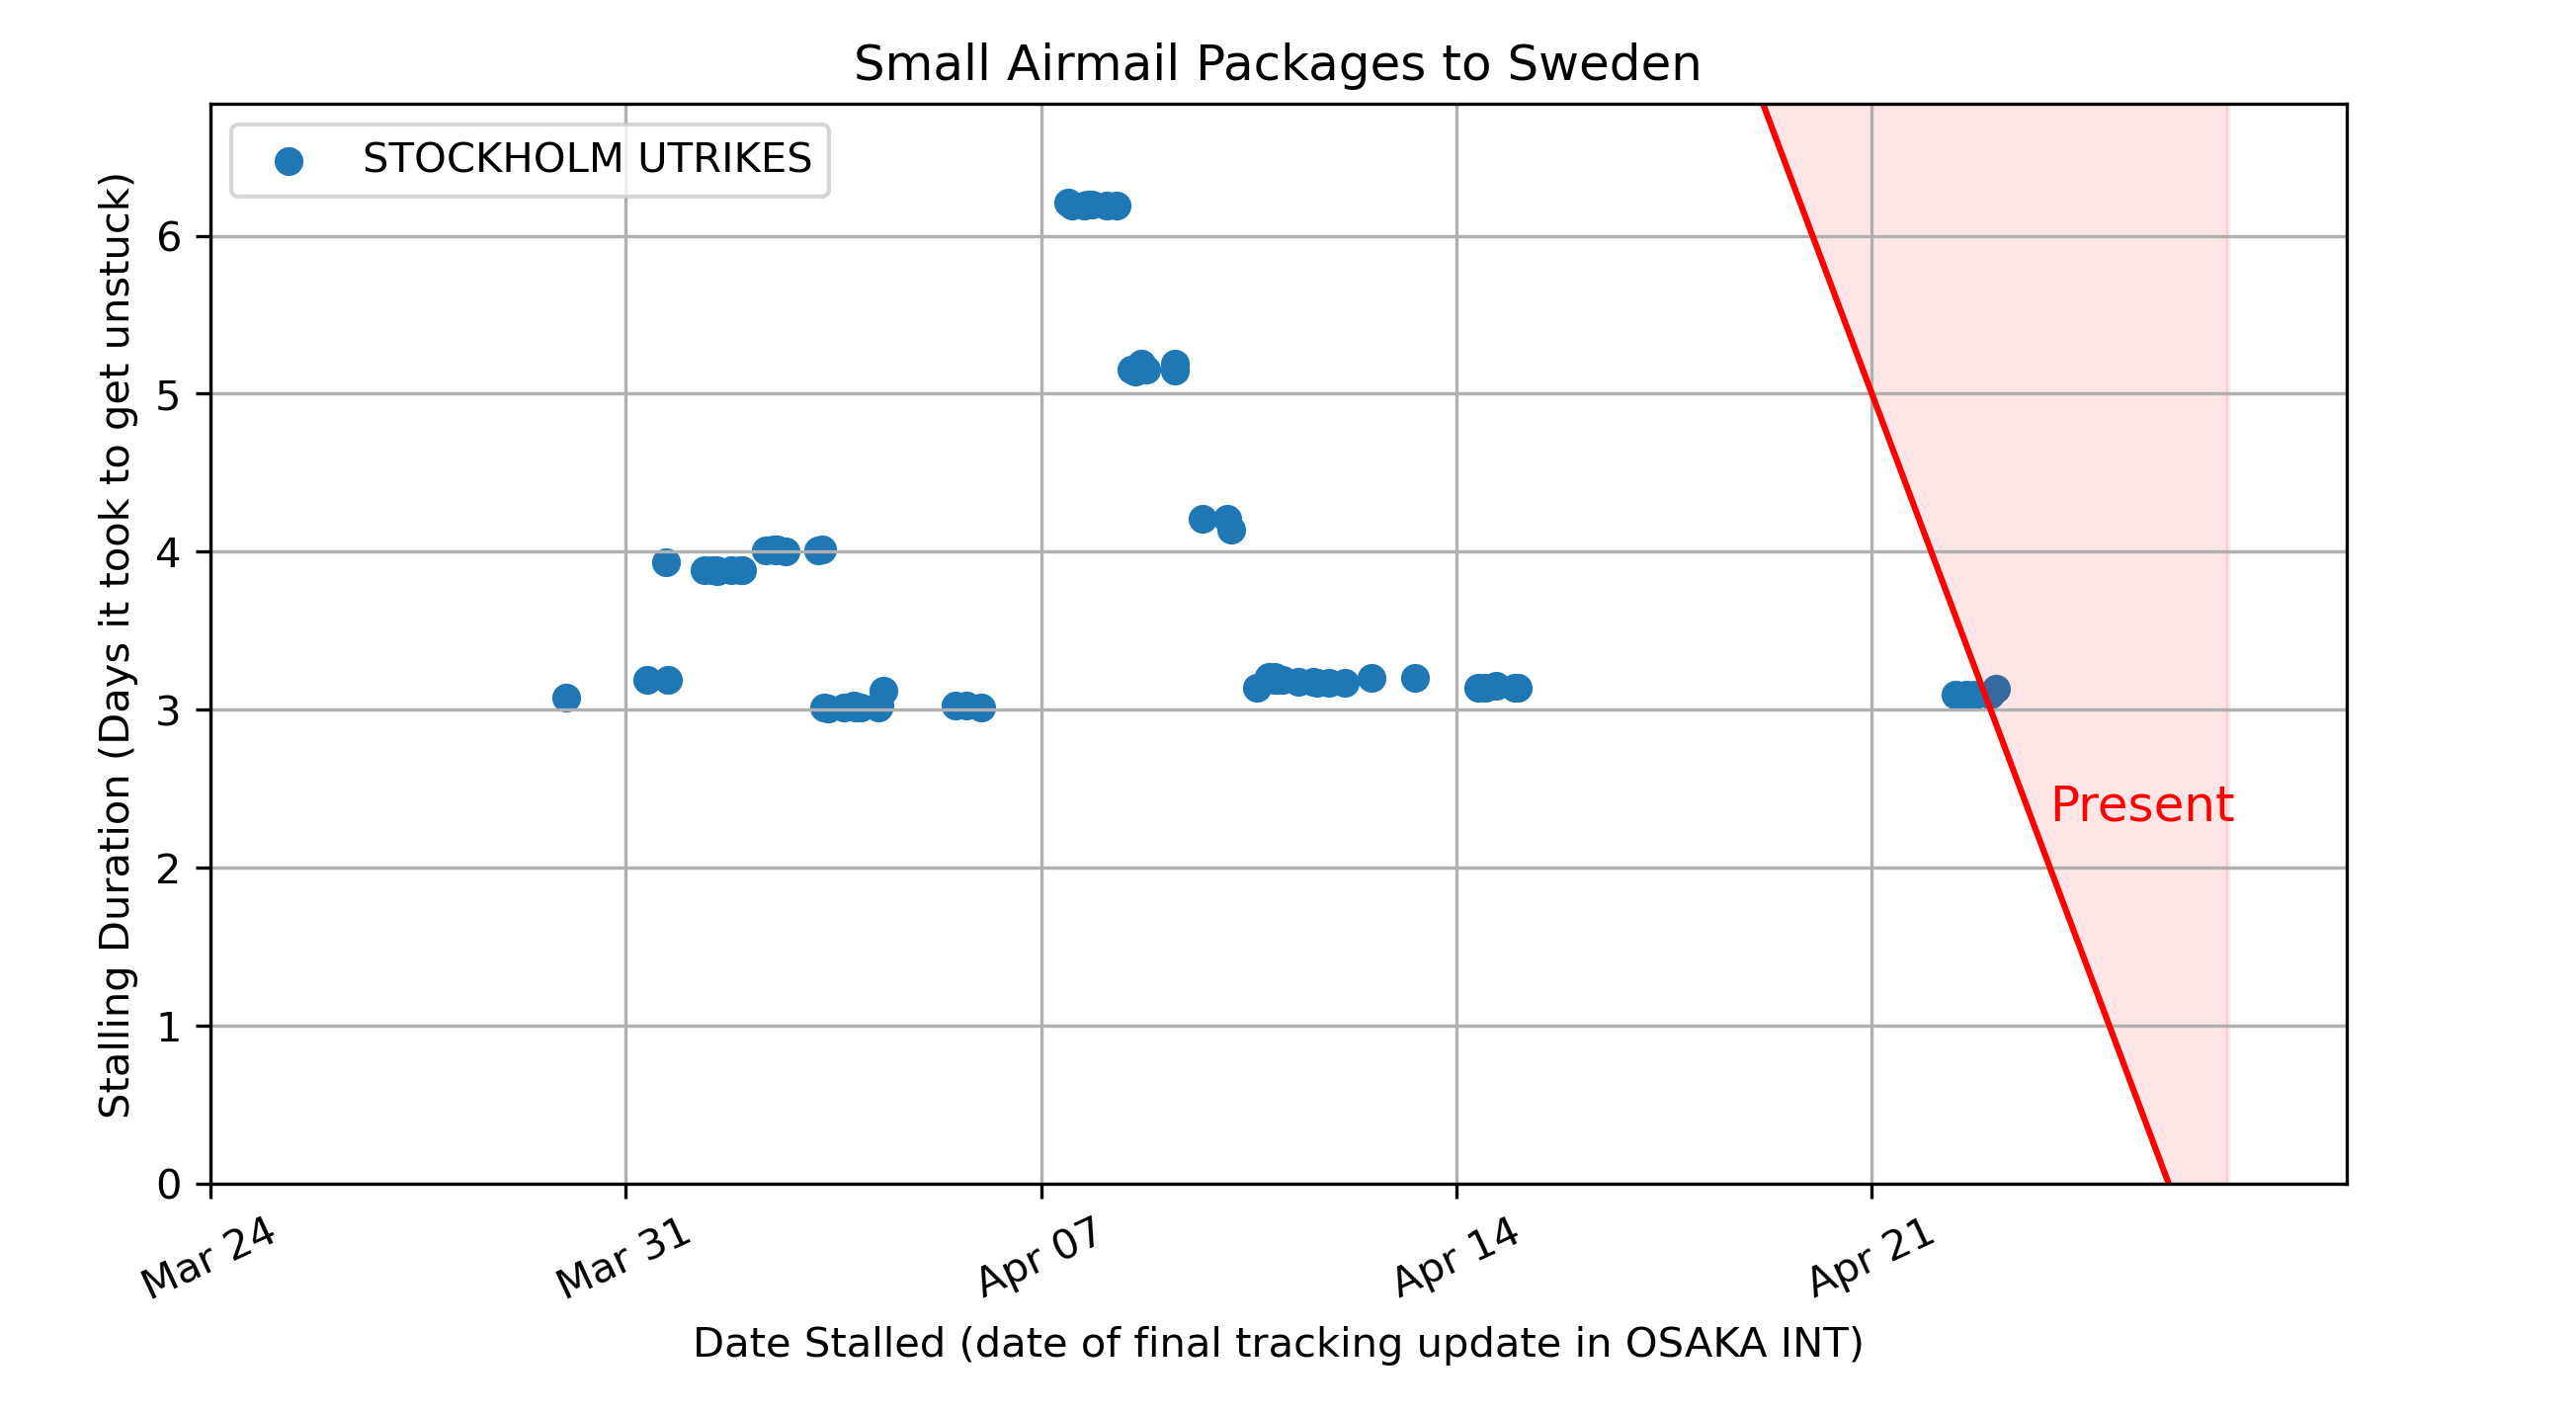 Small Airmail Packages to Sweden
STOCKHOLM UTRIKES
Stalling Duration (Days it took to get unstuck)
6
5
4
3
2
1
0
Present
Mar 24
Mar 31
Apr 07
Apr 14
Apr 21
Date Stalled (date of final tracking update in OSAKA INT)